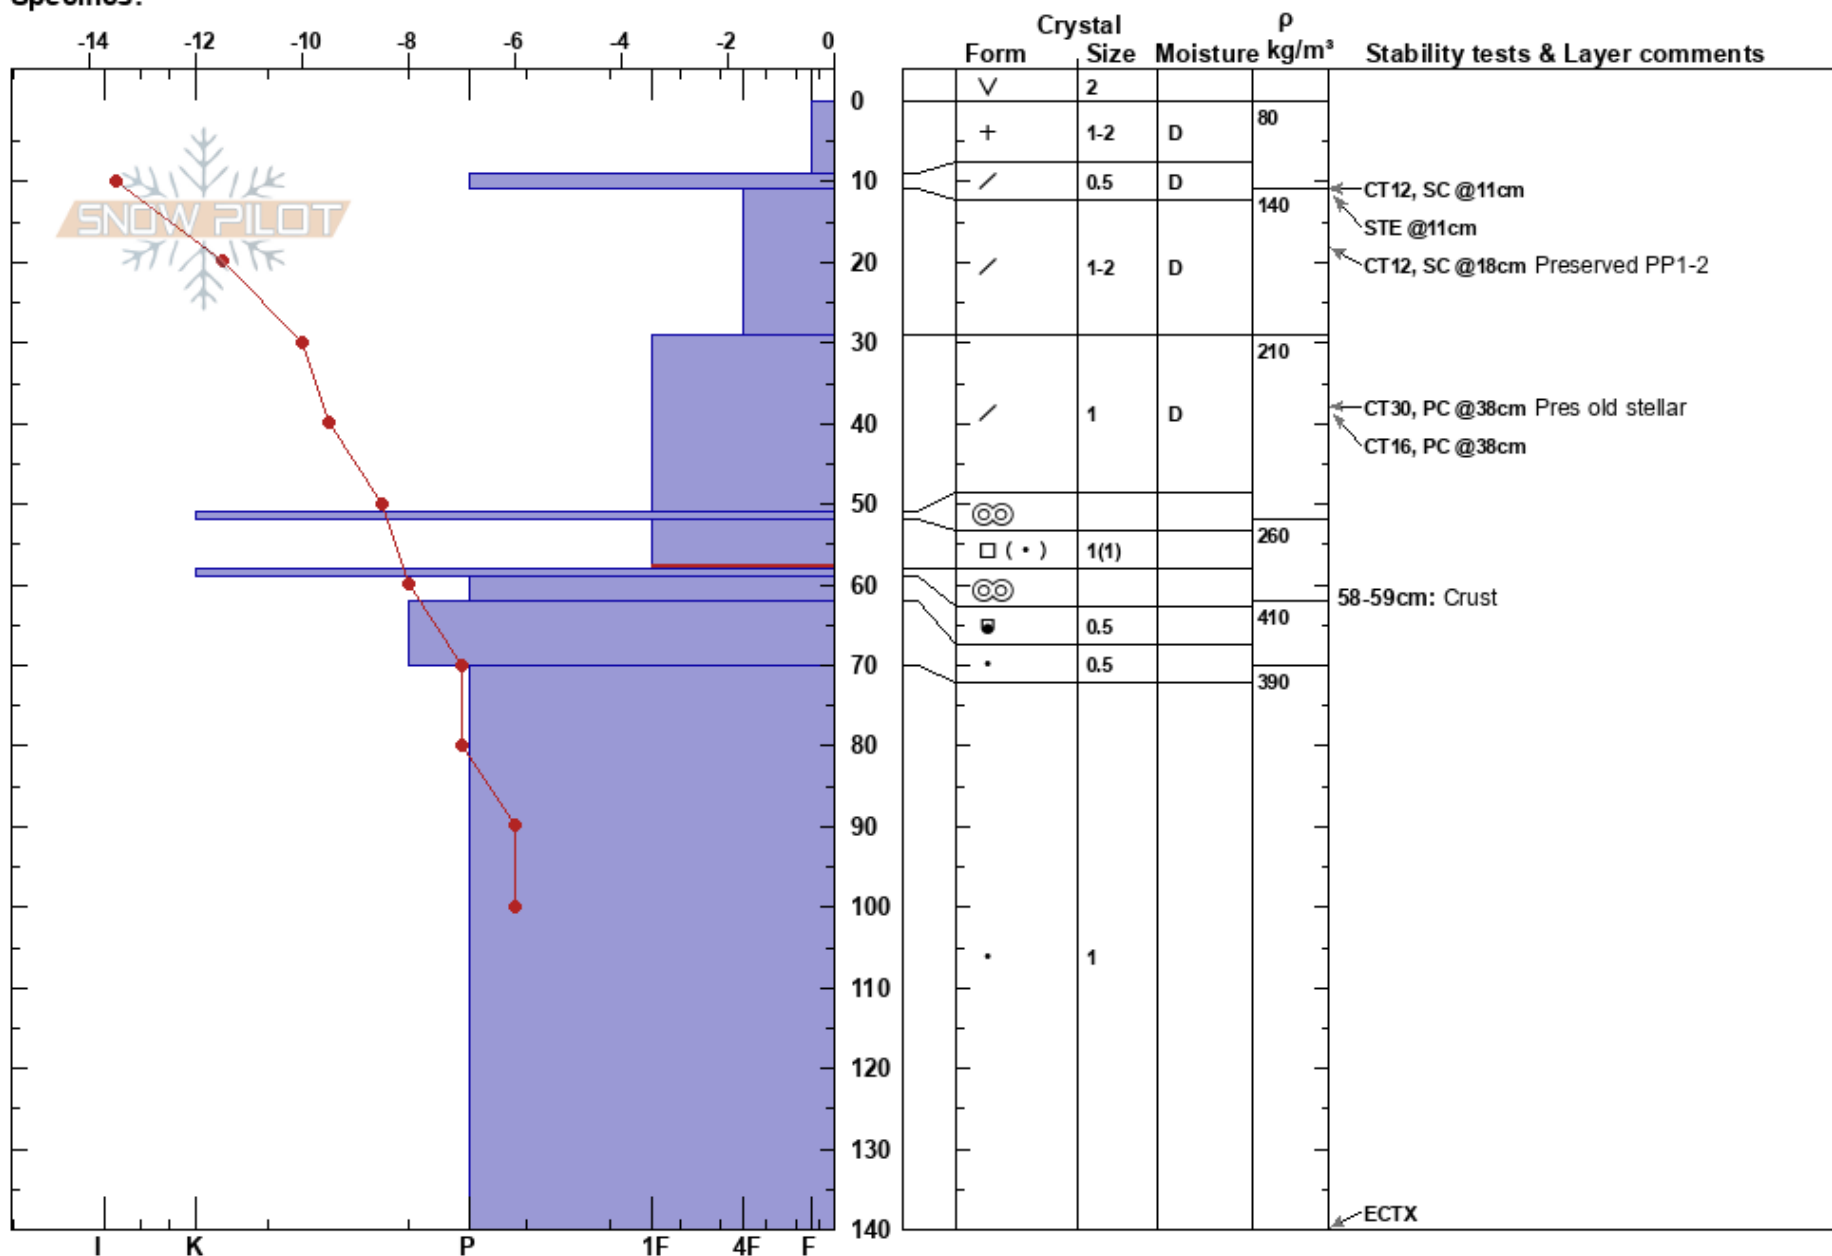 -14 -12 -10 -8 -6 -4 -2 0
Crystal ρ
Form Size Moisture kg/m³ Stability tests & Layer comments
SNOW PILOT
0
10
20
30
40
50
60
70
80
90
100
110
120
130
140
I K P 1F 4F F
2
80
+ 1-2 D
0.5 D
140
1-2 D
210
1 D
260
( • ) 1(1)
410
0.5
• 0.5
390
• 1
CT12, SC @11cm
STE @11cm
CT12, SC @18cm Preserved PP1-2
CT30, PC @38cm Pres old stellar
CT16, PC @38cm
58-59cm: Crust
ECTX